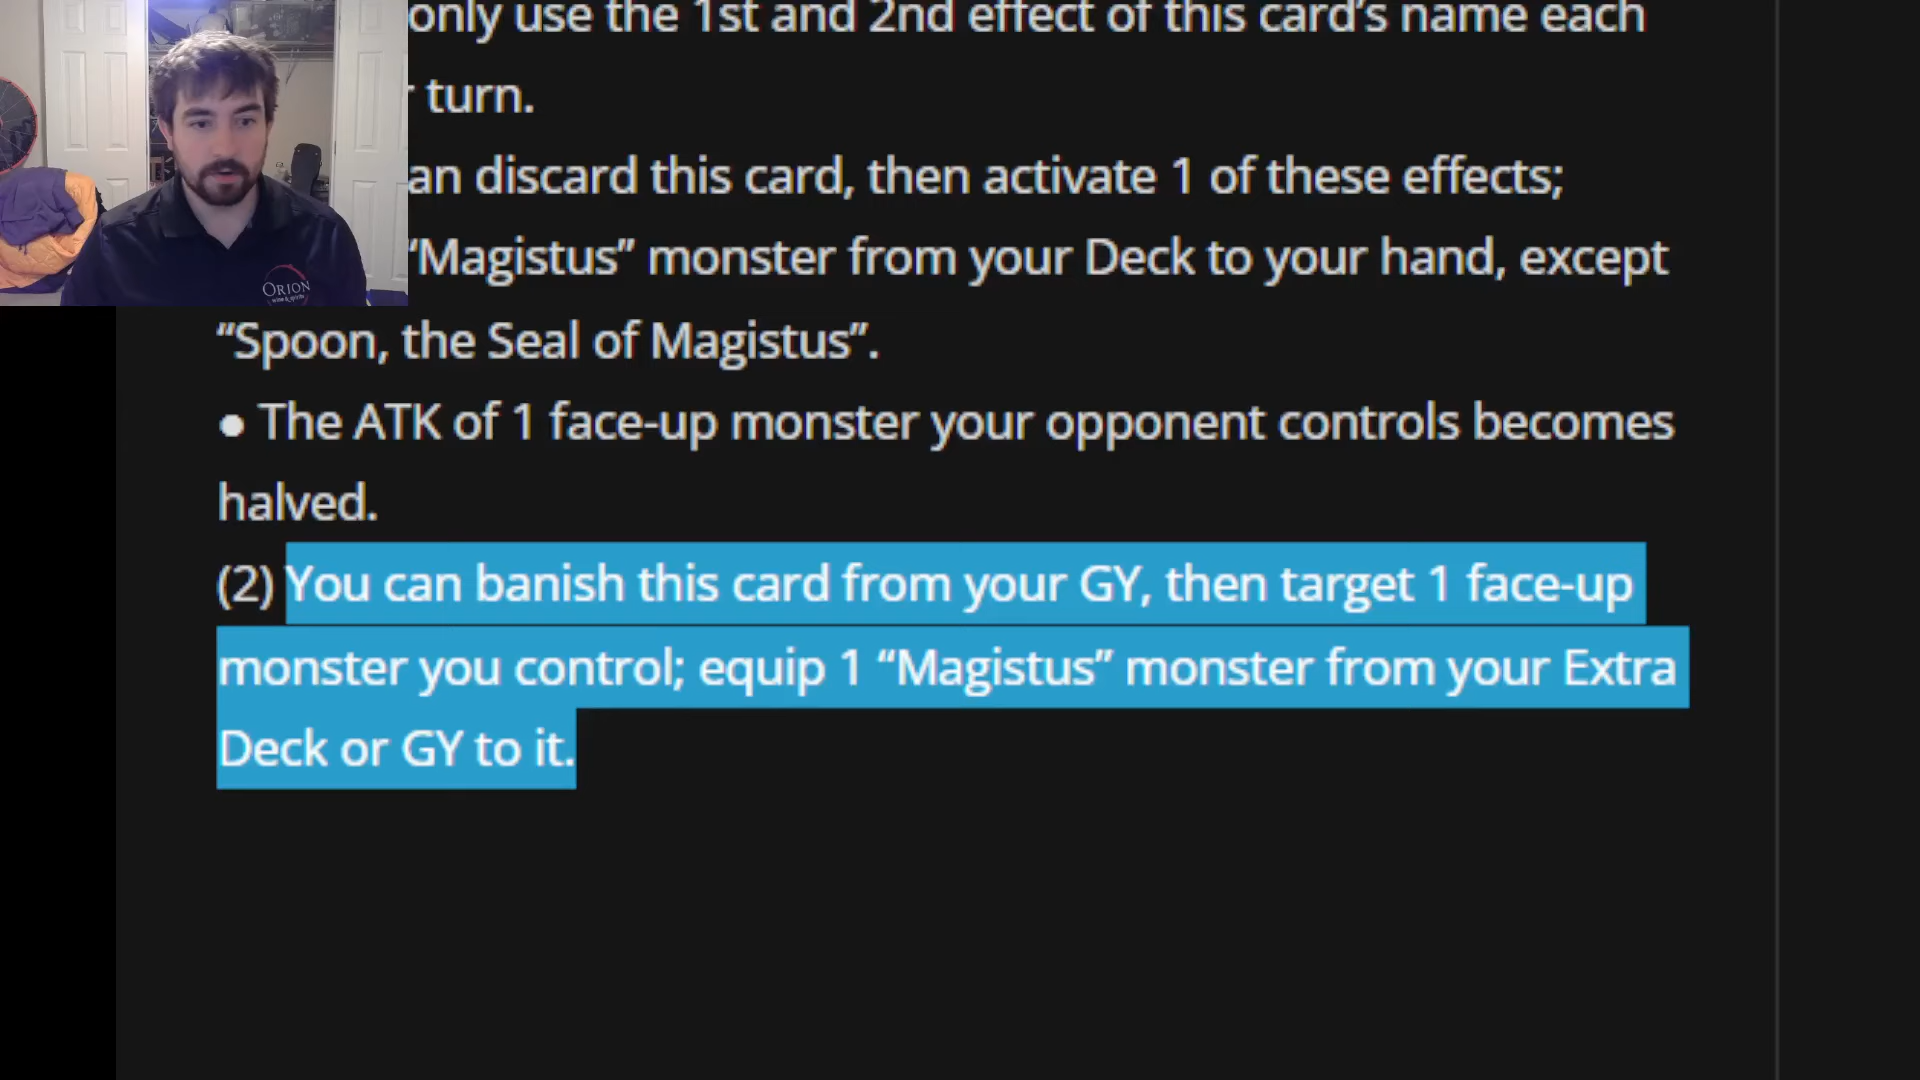 only use the 1st and 2nd effect of this card's name each
turn.
an discard this card, then activate 1 of these effects;
“Magistus” monster from your Deck to your hand, except
“Spoon, the Seal of Magistus”.
● The ATK of 1 face-up monster your opponent controls becomes
halved.
(2) You can banish this card from your GY, then target 1 face-up
monster you control; equip 1 “Magistus” monster from your Extra
Deck or GY to it.
ORION
wine & spirits